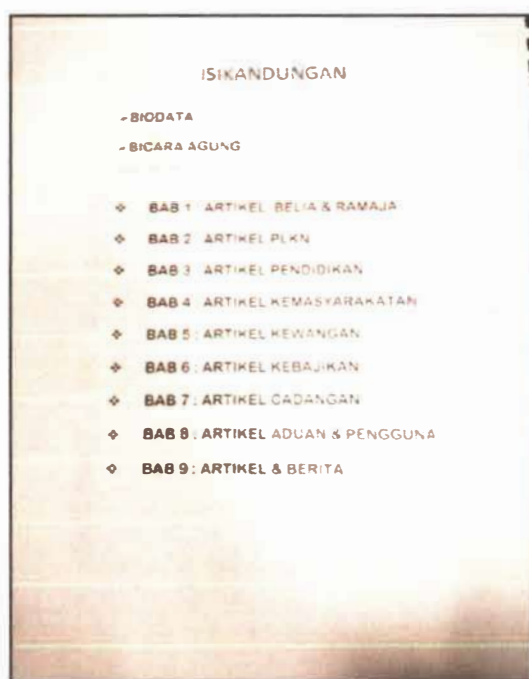 ISIKANDUNGAN
- BIODATA
- BICARA AGUNG
❖ BAB 1 : ARTIKEL BELIA & RAMAJA
❖ BAB 2 : ARTIKEL PLKN
❖ BAB 3 : ARTIKEL PENDIDIKAN
❖ BAB 4 : ARTIKEL KEMASYARAKATAN
❖ BAB 5 : ARTIKEL KEWANGAN
❖ BAB 6 : ARTIKEL KEBAJIKAN
❖ BAB 7 : ARTIKEL CADANGAN
❖ BAB 8 : ARTIKEL ADUAN & PENGGUNA
❖ BAB 9 : ARTIKEL & BERITA